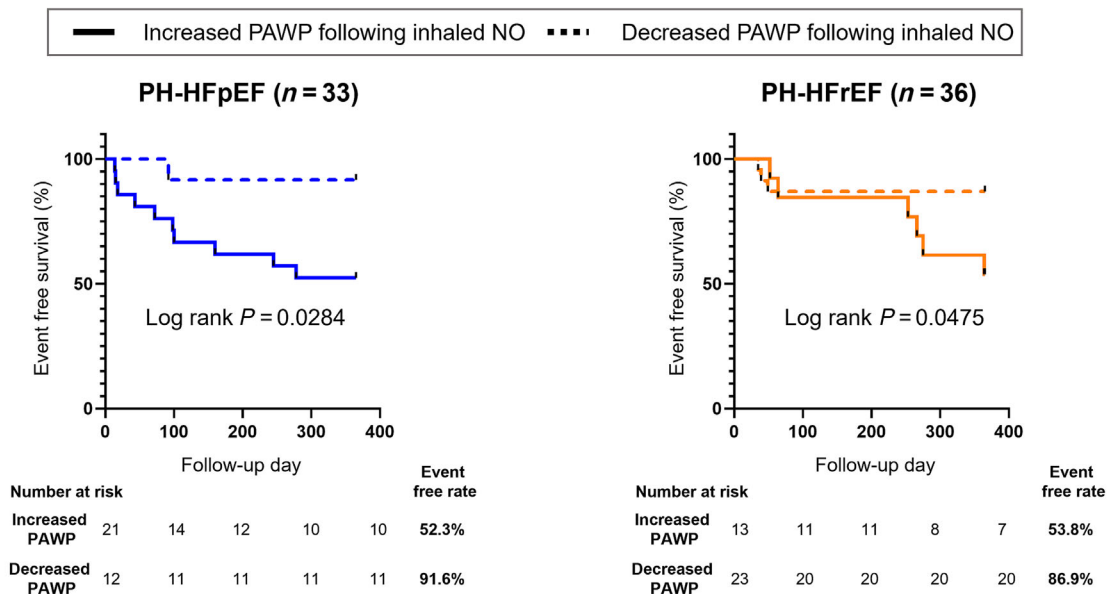 Increased PAWP following inhaled NO Decreased PAWP following inhaled NO
PH-HFpEF (n = 33)
Event free survival (%)
100
50
0
Log rank P = 0.0284
0 100 200 300 400
Follow-up day
Number at risk
Event free rate
Increased PAWP 21 14 12 10 10 52.3%
Decreased PAWP 12 11 11 11 11 91.6%
PH-HFrEF (n = 36)
Event free survival (%)
100
50
0
Log rank P = 0.0475
0 100 200 300 400
Follow-up day
Number at risk
Event free rate
Increased PAWP 13 11 11 8 7 53.8%
Decreased PAWP 23 20 20 20 20 86.9%